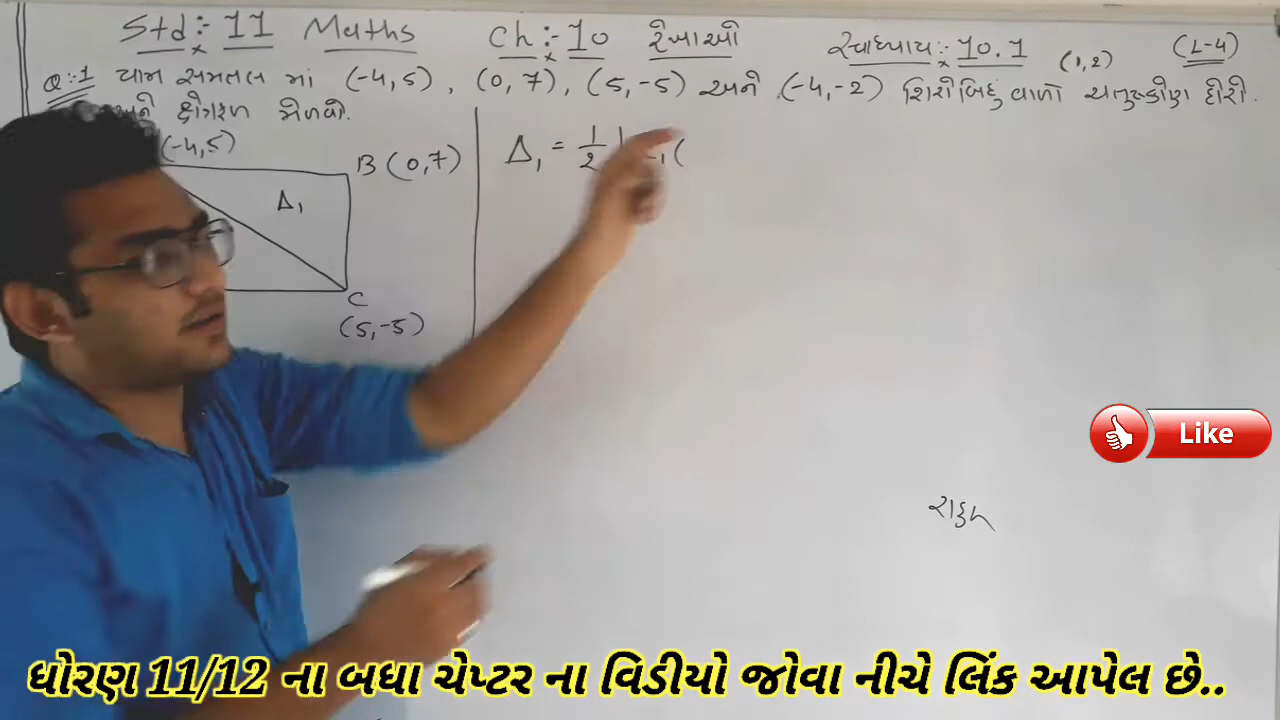 Std:- 11 Maths Ch:- 10 રેખાઓ સ્વાધ્યાય:- 10.1 (1,2) (L-4)
Q:-1 યામ સમતલ માં (-4,5), (0,7), (5,-5) અને (-4,-2) શિરોબિંદુવાળો ચતુષ્કોણ દોરો.
અને ક્ષેત્રફળ મેળવો.
(-4,5)
B (0,7)
Δ₁
C
(5,-5)
Δ₁ = 1/2 | (
Like
ધોરણ 11/12 ના બધા ચેપ્ટર ના વિડીયો જોવા નીચે લિંક આપેલ છે..